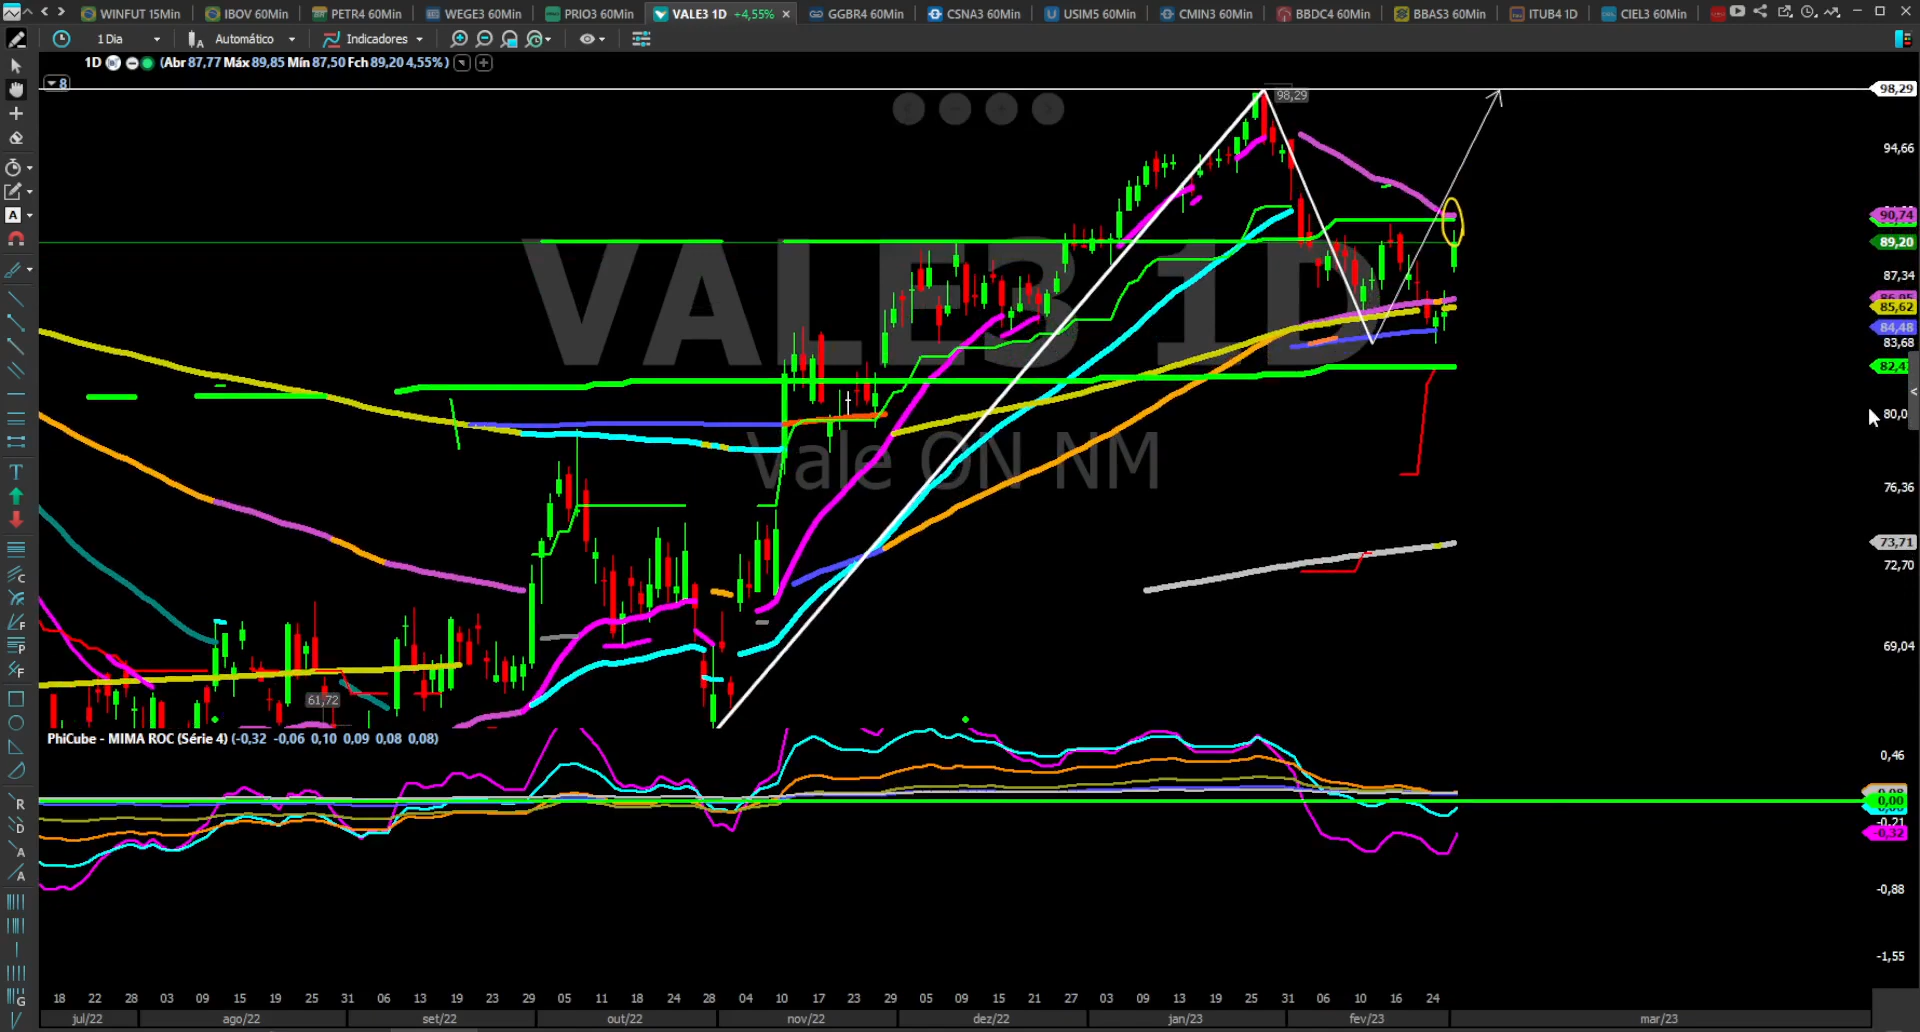 WINFUT 15Min IBOV 60Min PETR4 60Min WEGE3 60Min PRIO3 60Min VALE3 1D +4,55% GGBR4 60Min CSNA3 60Min USIM5 60Min CMIN3 60Min BBDC4 60Min BBAS3 60Min ITUB4 1D CIEL3 60Min
1 Dia Automático Indicadores
1D (Abr 87,77 Máx 89,85 Mín 87,50 Fch 89,20 4,55%)
8
98,29
98,29
94,66
90,74
89,20
87,34
VALE3 1D
85,62
84,48
83,68
Vale ON NM
76,36
73,71
72,70
69,04
61,72
PhiCube - MIMA ROC (Série 4) (-0,32 -0,06 0,10 0,09 0,08 0,08)
0,46
0,00
-0,21
-0,32
-0,88
-1,55
18 22 28 03 09 15 19 25 31 06 13 19 23 29 05 11 18 24 28 04 10 17 23 29 05 09 15 21 27 03 09 13 19 25 31 06 10 16 24
jul/22 ago/22 set/22 out/22 nov/22 dez/22 jan/23 fev/23 mar/23